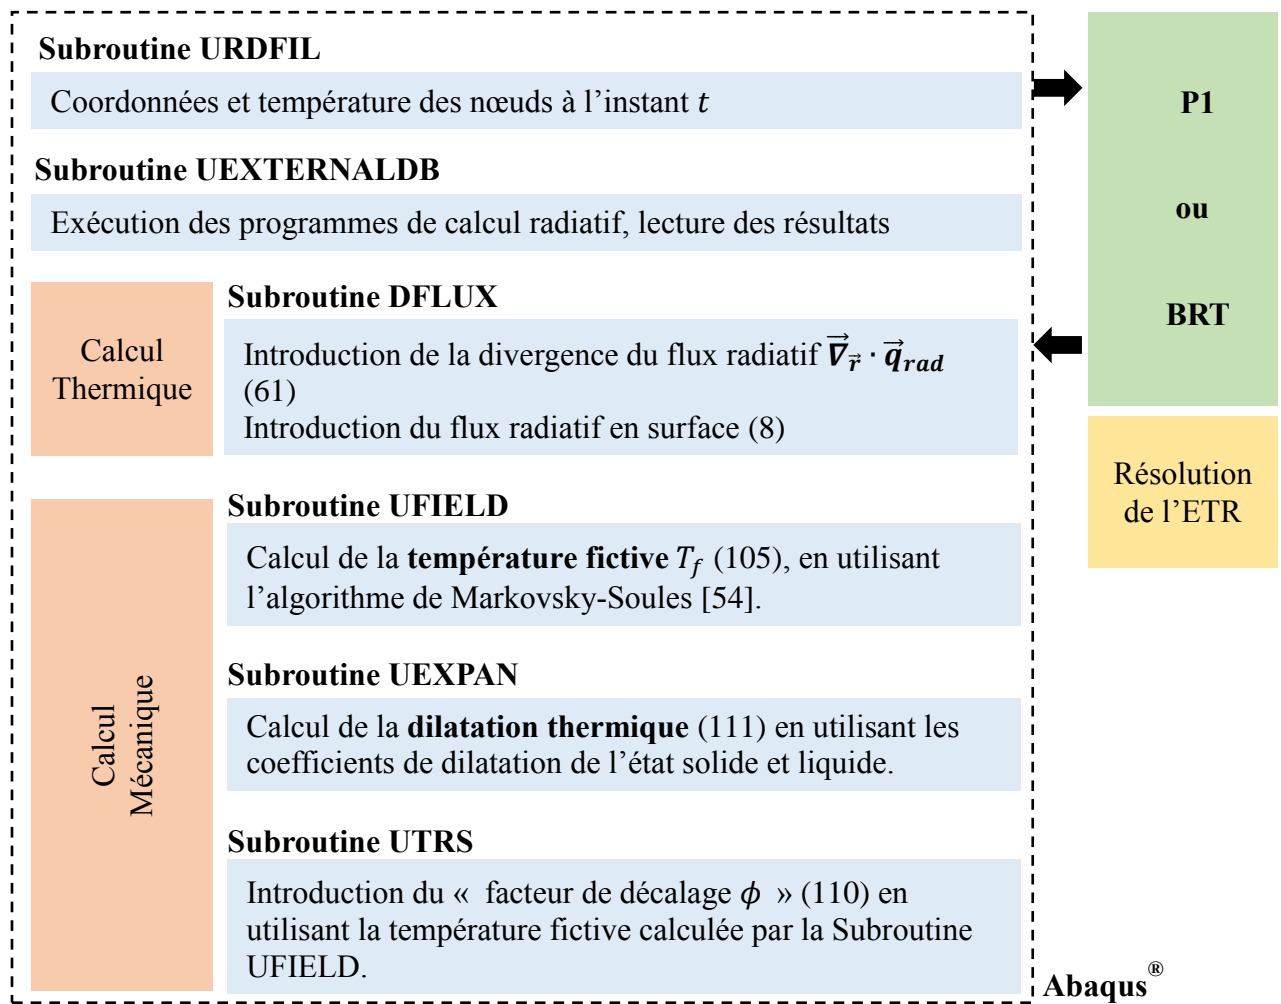 Subroutine URDFIL
Coordonnées et température des nœuds à l’instant t
Subroutine UEXTERNALDB
Exécution des programmes de calcul radiatif, lecture des résultats
Calcul
Thermique
Subroutine DFLUX
Introduction de la divergence du flux radiatif ∇⃗_r⃗ · q⃗_rad
(61)
Introduction du flux radiatif en surface (8)
Calcul
Mécanique
Subroutine UFIELD
Calcul de la température fictive T_f (105), en utilisant
l’algorithme de Markovsky-Soules [54].
Subroutine UEXPAN
Calcul de la dilatation thermique (111) en utilisant les
coefficients de dilatation de l’état solide et liquide.
Subroutine UTRS
Introduction du « facteur de décalage ϕ » (110) en
utilisant la température fictive calculée par la Subroutine
UFIELD.
P1
ou
BRT
Résolution
de l’ETR
Abaqus®